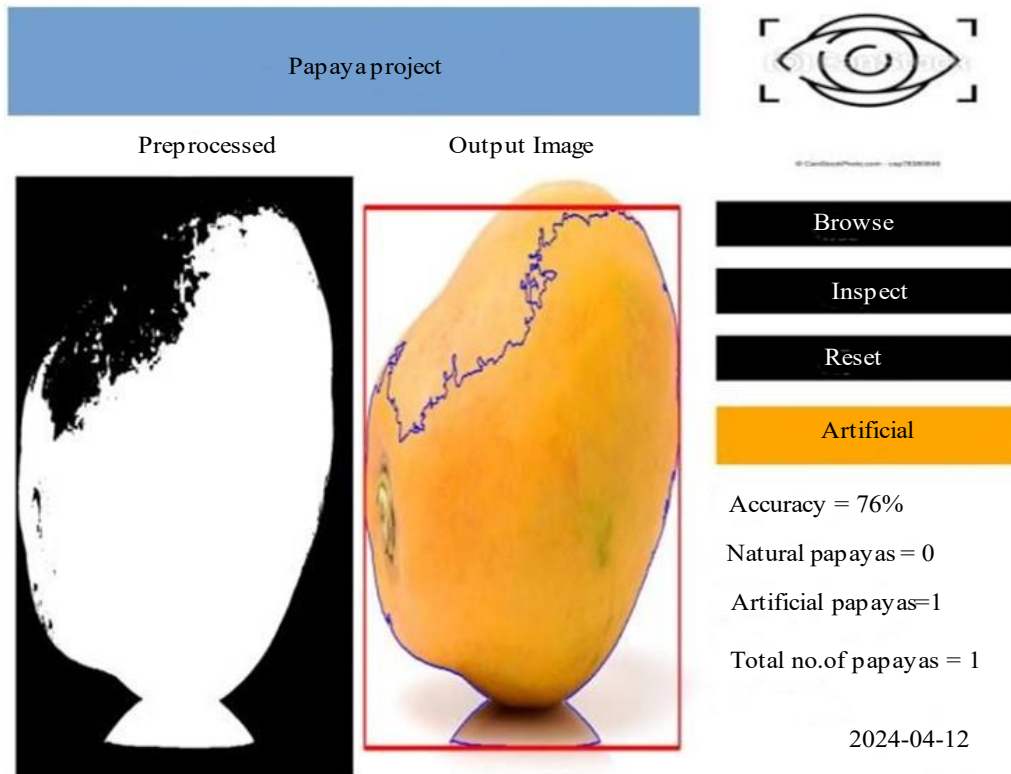 Papaya project
Preprocessed
Output Image
Browse
Inspect
Reset
Artificial
Accuracy = 76%
Natural papayas = 0
Artificial papayas=1
Total no.of papayas = 1
2024-04-12